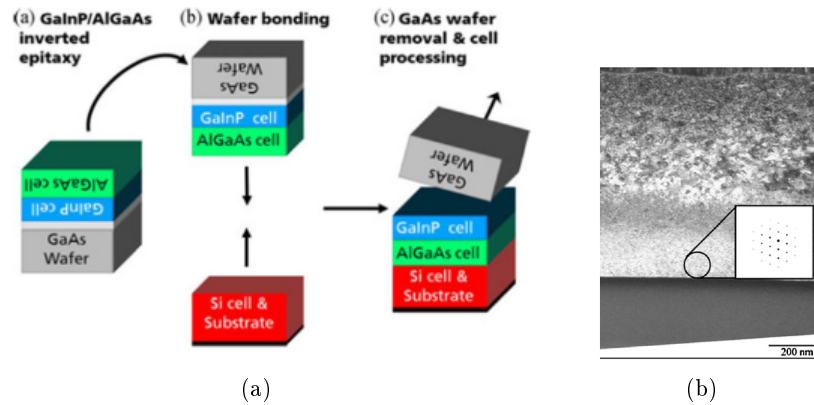 (a) GaInP/AlGaAs
inverted
epitaxy
(b) Wafer bonding
(c) GaAs wafer
removal & cell
processing
AlGaAs cell
GaInP cell
GaAs
Wafer
GaAs
Wafer
GaInP cell
AlGaAs cell
Si cell &
Substrate
GaAs
Wafer
GaInP cell
AlGaAs cell
Si cell &
Substrate
200 nm
(a)
(b)